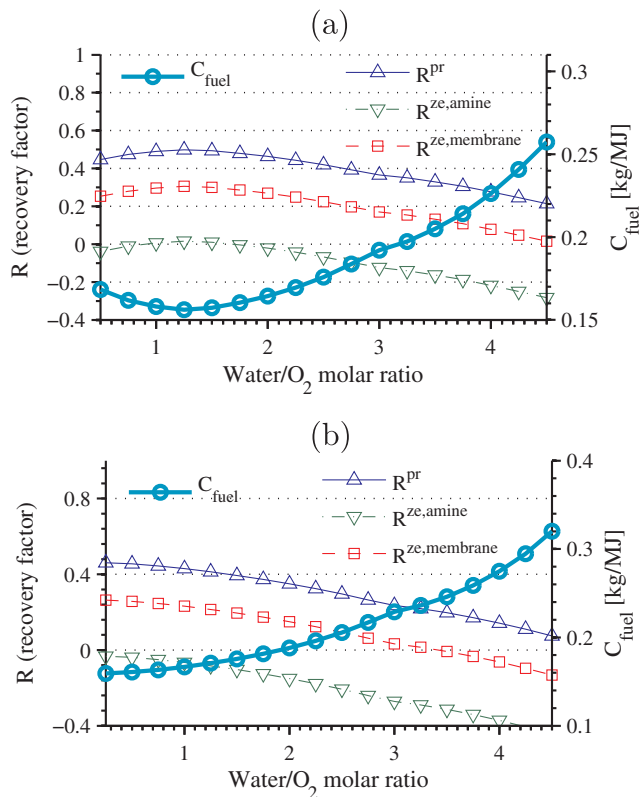 (a)
1
0.8
0.6
0.4
0.2
0
−0.2
−0.4
R (recovery factor)
C_fuel
R^pr
R^ze,amine
R^ze,membrane
0.3
0.25
0.2
0.15
C_fuel [kg/MJ]
1 2 3 4
Water/O_2 molar ratio
(b)
0.8
0.4
0
−0.4
R (recovery factor)
C_fuel
R^pr
R^ze,amine
R^ze,membrane
0.4
0.3
0.2
0.1
C_fuel [kg/MJ]
1 2 3 4
Water/O_2 molar ratio